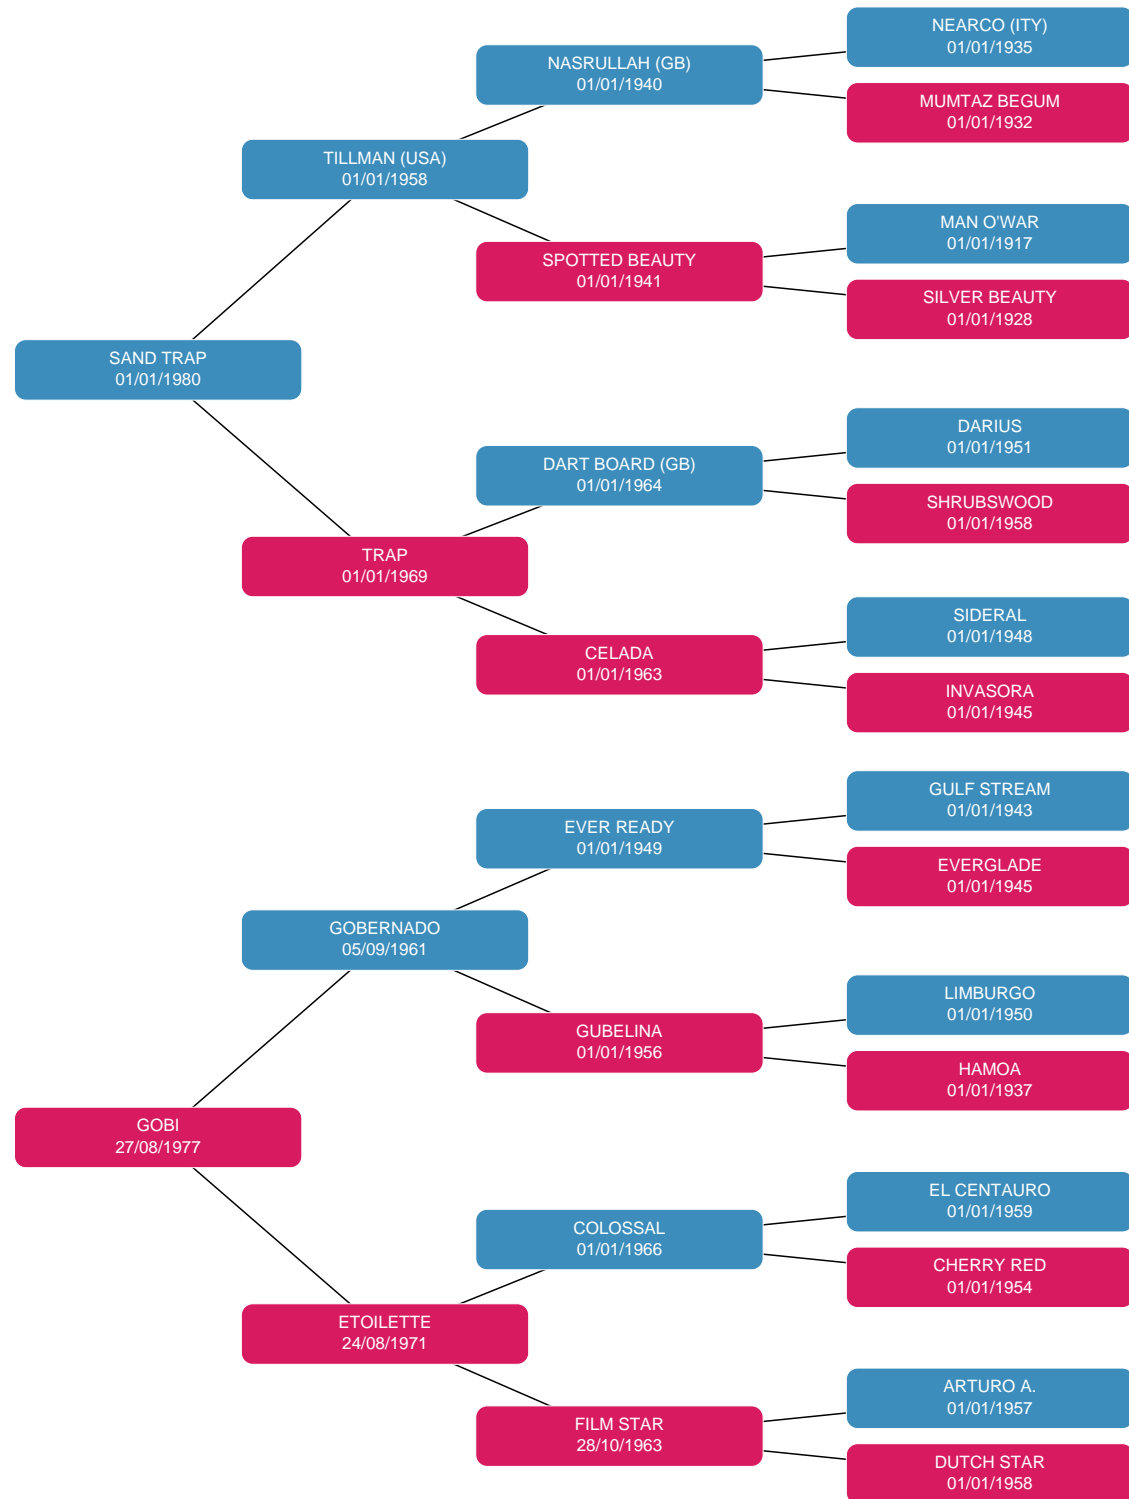 NEARCO (ITY)
01/01/1935
NASRULLAH (GB)
01/01/1940
MUMTAZ BEGUM
01/01/1932
TILLMAN (USA)
01/01/1958
MAN O'WAR
01/01/1917
SPOTTED BEAUTY
01/01/1941
SILVER BEAUTY
01/01/1928
SAND TRAP
01/01/1980
DARIUS
01/01/1951
DART BOARD (GB)
01/01/1964
SHRUBSWOOD
01/01/1958
TRAP
01/01/1969
SIDERAL
01/01/1948
CELADA
01/01/1963
INVASORA
01/01/1945
GULF STREAM
01/01/1943
EVER READY
01/01/1949
EVERGLADE
01/01/1945
GOBERNADO
05/09/1961
LIMBURGO
01/01/1950
GUBELINA
01/01/1956
HAMOA
01/01/1937
GOBI
27/08/1977
EL CENTAURO
01/01/1959
COLOSSAL
01/01/1966
CHERRY RED
01/01/1954
ETOILETTE
24/08/1971
ARTURO A.
01/01/1957
FILM STAR
28/10/1963
DUTCH STAR
01/01/1958